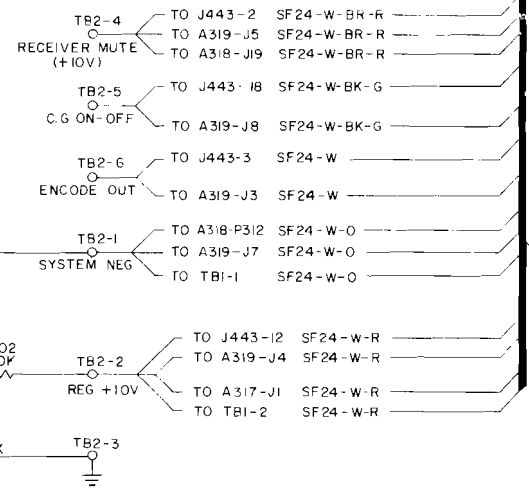 TB2-4
RECEIVER MUTE
(+10V)
TO J443-2 SF24-W-BR-R
TO A319-J5 SF24-W-BR-R
TO A318-J19 SF24-W-BR-R
TB2-5
C.G ON-OFF
TO J443-18 SF24-W-BK-G
TO A319-J8 SF24-W-BK-G
TB2-6
ENCODE OUT
TO J443-3 SF24-W
TO A319-J3 SF24-W
TB2-1
SYSTEM NEG
TO A318-P312 SF24-W-O
TO A319-J7 SF24-W-O
TO TB1-1 SF24-W-O
TB2-2
REG +10V
TO J443-12 SF24-W-R
TO A319-J4 SF24-W-R
TO A317-J1 SF24-W-R
TO TB1-2 SF24-W-R
TB2-3